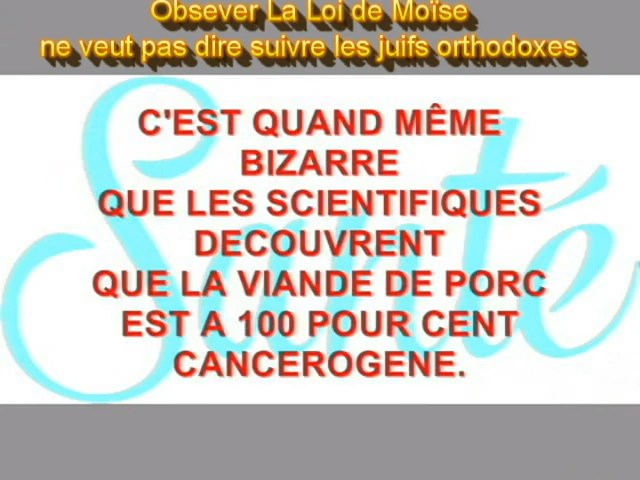 Obsever La Loi de Moïse
ne veut pas dire suivre les juifs orthodoxes
Santé
C'EST QUAND MÊME
BIZARRE
QUE LES SCIENTIFIQUES
DECOUVRENT
QUE LA VIANDE DE PORC
EST A 100 POUR CENT
CANCEROGENE.